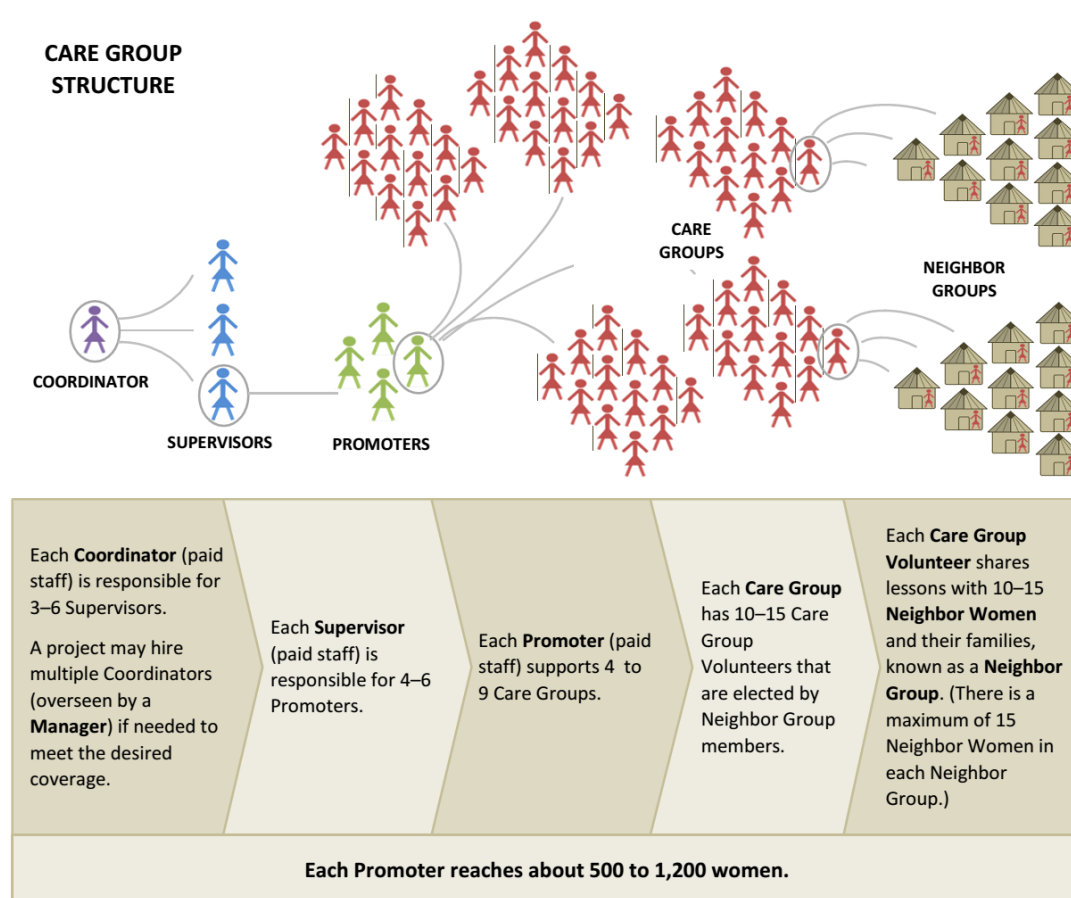 CARE GROUP
STRUCTURE
CARE
GROUPS
NEIGHBOR
GROUPS
COORDINATOR
SUPERVISORS
PROMOTERS
Each Coordinator (paid
staff) is responsible for
3–6 Supervisors.
A project may hire
multiple Coordinators
(overseen by a
Manager) if needed to
meet the desired
coverage.
Each Supervisor
(paid staff) is
responsible for 4–6
Promoters.
Each Promoter (paid
staff) supports 4 to
9 Care Groups.
Each Care Group
has 10–15 Care
Group
Volunteers that
are elected by
Neighbor Group
members.
Each Care Group
Volunteer shares
lessons with 10–15
Neighbor Women
and their families,
known as a Neighbor
Group. (There is a
maximum of 15
Neighbor Women in
each Neighbor
Group.)
Each Promoter reaches about 500 to 1,200 women.